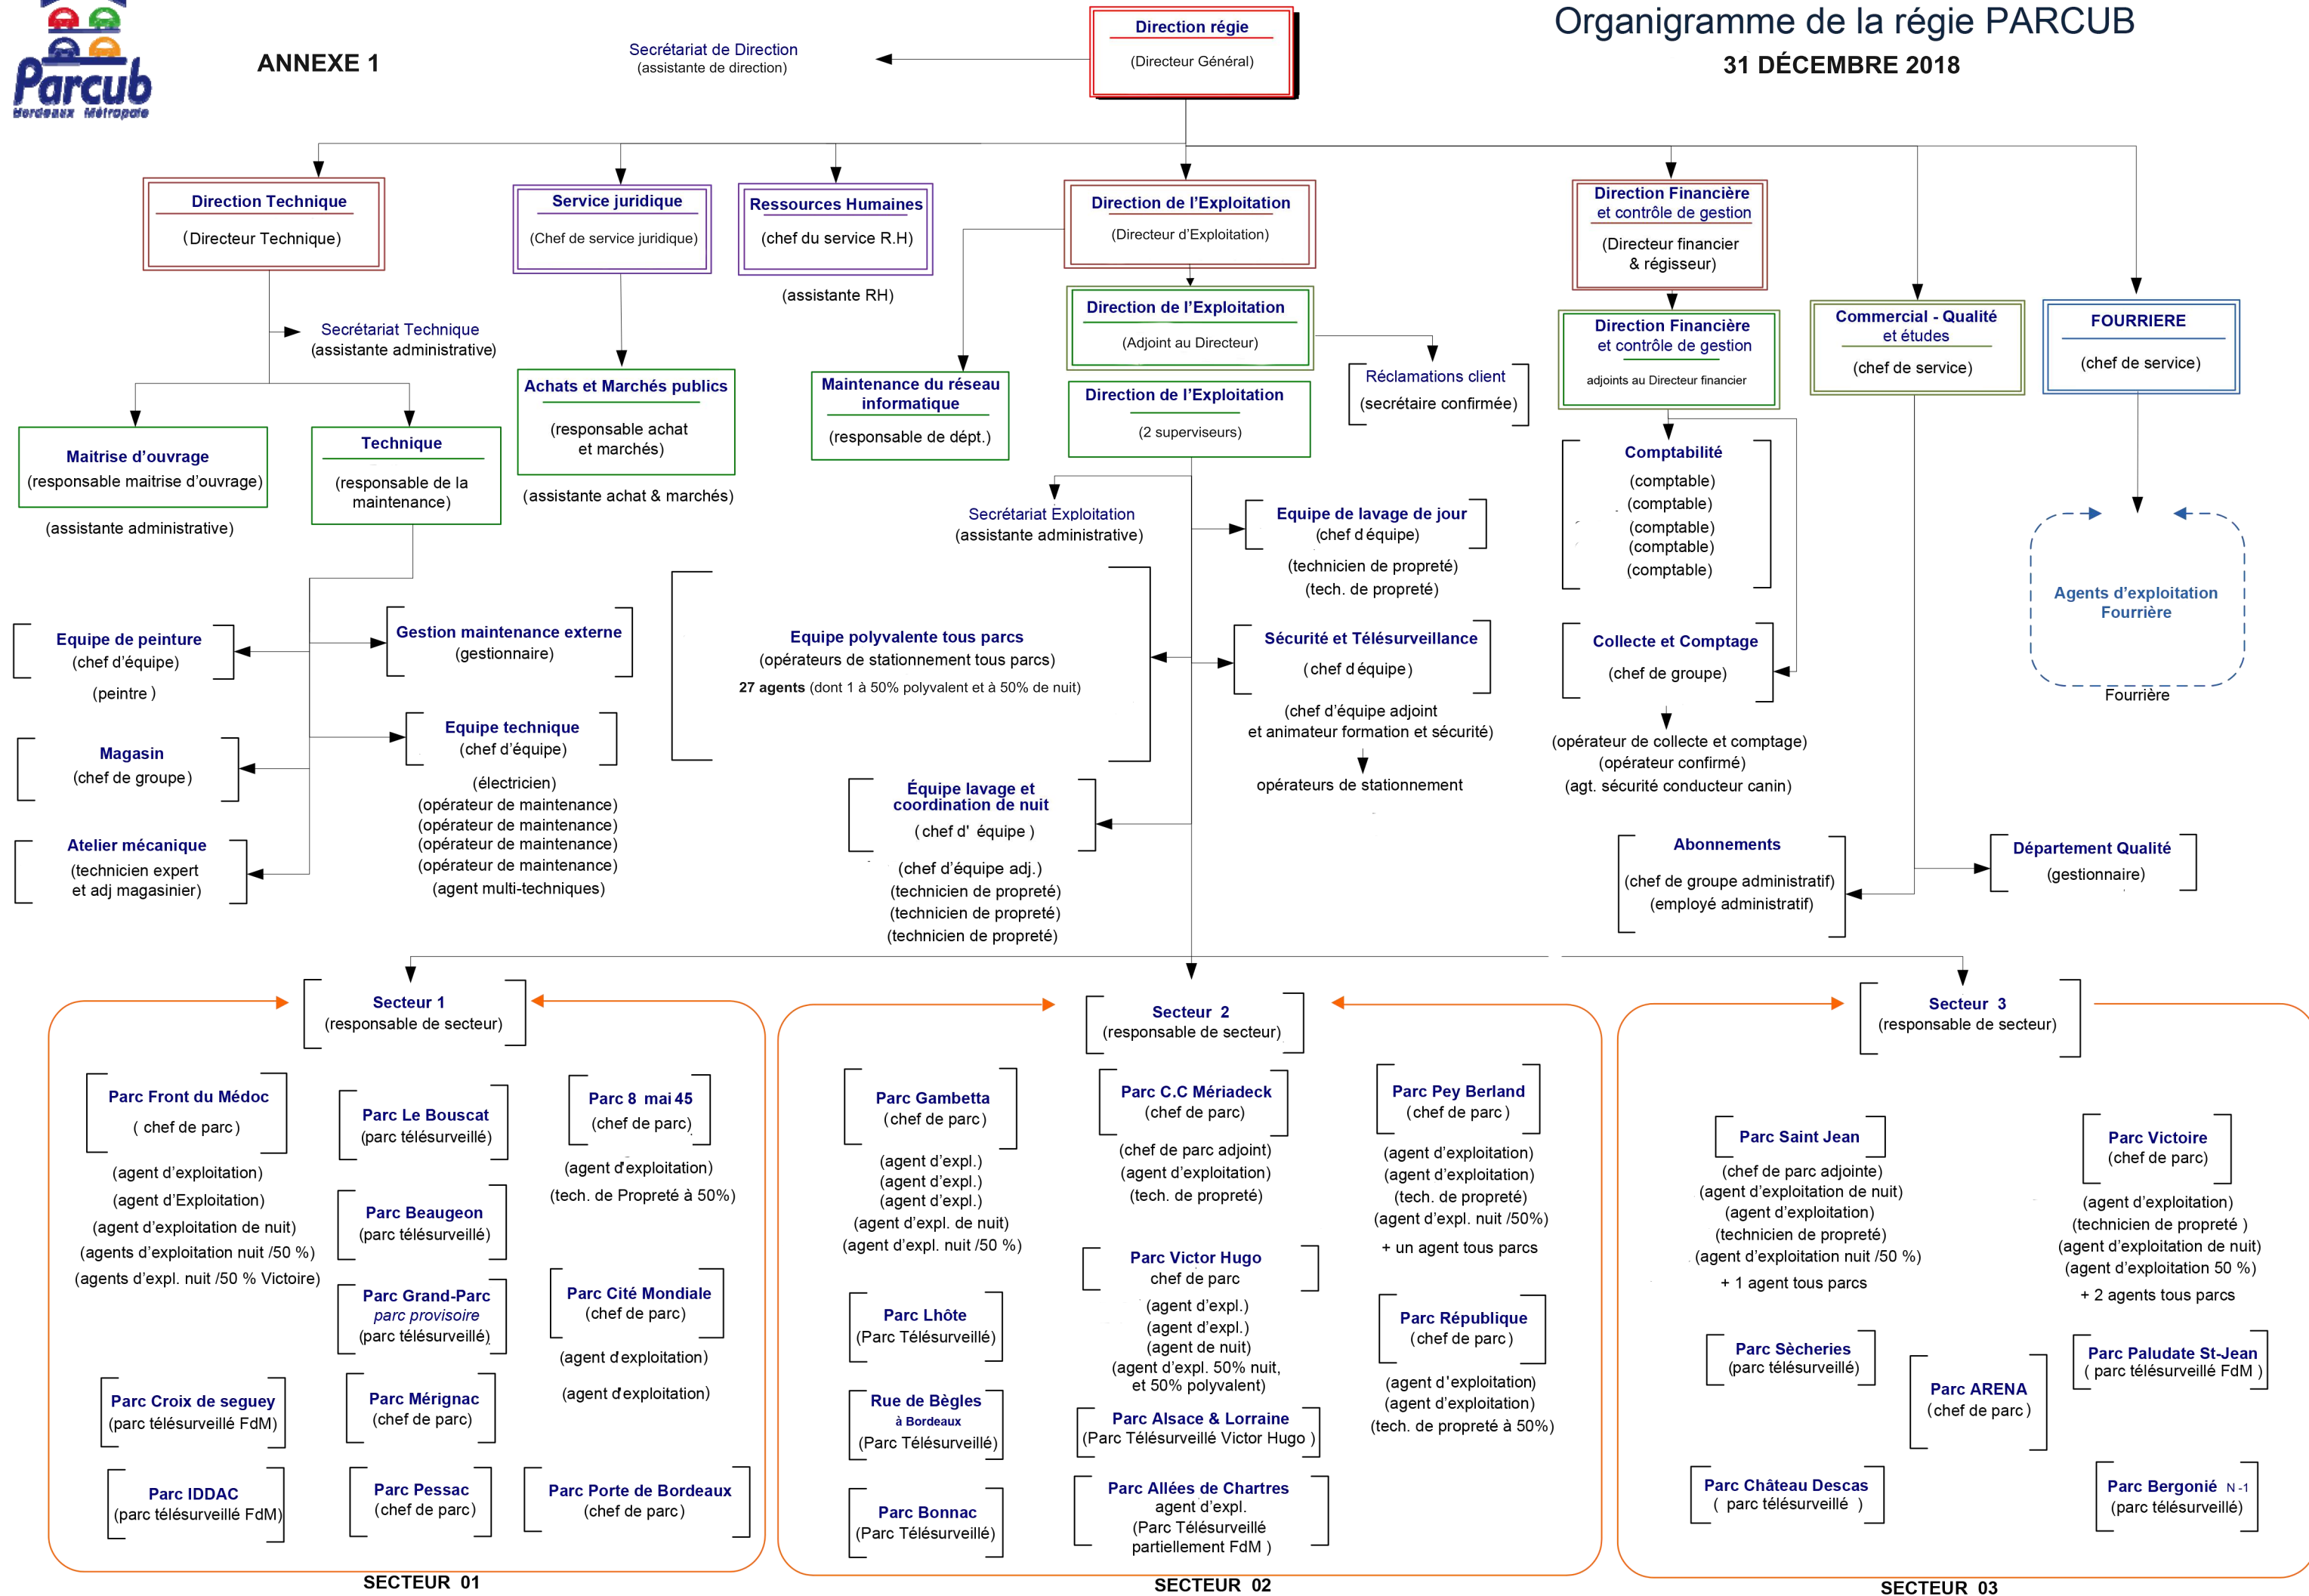 Parcub
Bordeaux Métropole
ANNEXE 1
Secrétariat de Direction
(assistante de direction)
Direction régie
(Directeur Général)
Organigramme de la régie PARCUB
31 DÉCEMBRE 2018
Direction Technique
(Directeur Technique)
Service juridique
(Chef de service juridique)
Ressources Humaines
(chef du service R.H)
(assistante RH)
Direction de l'Exploitation
(Directeur d'Exploitation)
Direction Financière
et contrôle de gestion
(Directeur financier
& régisseur)
Secrétariat Technique
(assistante administrative)
Direction de l'Exploitation
(Adjoint au Directeur)
Direction Financière
et contrôle de gestion
adjoints au Directeur financier
Commercial - Qualité
et études
(chef de service)
FOURRIERE
(chef de service)
Achats et Marchés publics
(responsable achat
et marchés)
(assistante achat & marchés)
Maintenance du réseau
informatique
(responsable de dépt.)
Direction de l'Exploitation
(2 superviseurs)
Réclamations client
(secrétaire confirmée)
Maitrise d'ouvrage
(responsable maitrise d'ouvrage)
(assistante administrative)
Technique
(responsable de la
maintenance)
Comptabilité
(comptable)
(comptable)
(comptable)
(comptable)
(comptable)
Secrétariat Exploitation
(assistante administrative)
Equipe de lavage de jour
(chef d'équipe)
(technicien de propreté)
(tech. de propreté)
Agents d'exploitation
Fourrière
Fourrière
Equipe de peinture
(chef d'équipe)
(peintre )
Gestion maintenance externe
(gestionnaire)
Equipe polyvalente tous parcs
(opérateurs de stationnement tous parcs)
27 agents (dont 1 à 50% polyvalent et à 50% de nuit)
Sécurité et Télésurveillance
(chef d'équipe)
(chef d'équipe adjoint
et animateur formation et sécurité)
opérateurs de stationnement
Collecte et Comptage
(chef de groupe)
(opérateur de collecte et comptage)
(opérateur confirmé)
(agt. sécurité conducteur canin)
Magasin
(chef de groupe)
Equipe technique
(chef d'équipe)
(électricien)
(opérateur de maintenance)
(opérateur de maintenance)
(opérateur de maintenance)
(opérateur de maintenance)
(agent multi-techniques)
Atelier mécanique
(technicien expert
et adj magasinier)
Équipe lavage et
coordination de nuit
(chef d' équipe )
(chef d'équipe adj.)
(technicien de propreté)
(technicien de propreté)
(technicien de propreté)
Abonnements
(chef de groupe administratif)
(employé administratif)
Département Qualité
(gestionnaire)
Secteur 1
(responsable de secteur)
Parc Front du Médoc
( chef de parc )
(agent d'exploitation)
(agent d'Exploitation)
(agent d'exploitation de nuit)
(agents d'exploitation nuit /50 %)
(agents d'expl. nuit /50 % Victoire)
Parc Croix de seguey
(parc télésurveillé FdM)
Parc IDDAC
(parc télésurveillé FdM)
Parc Le Bouscat
(parc télésurveillé)
Parc Beaugeon
(parc télésurveillé)
Parc Grand-Parc
parc provisoire
(parc télésurveillé)
Parc Mérignac
(chef de parc)
Parc Pessac
(chef de parc)
Parc 8 mai 45
(chef de parc)
(agent d'exploitation)
(tech. de Propreté à 50%)
Parc Cité Mondiale
(chef de parc)
(agent d'exploitation)
(agent d'exploitation)
Parc Porte de Bordeaux
(chef de parc)
SECTEUR 01
Secteur 2
(responsable de secteur)
Parc Gambetta
(chef de parc)
(agent d'expl.)
(agent d'expl.)
(agent d'expl.)
(agent d'expl. de nuit)
(agent d'expl. nuit /50 %)
Parc Lhôte
(Parc Télésurveillé)
Rue de Bègles
à Bordeaux
(Parc Télésurveillé)
Parc Bonnac
(Parc Télésurveillé)
Parc C.C Mériadeck
(chef de parc)
(chef de parc adjoint)
(agent d'exploitation)
(tech. de propreté)
Parc Victor Hugo
chef de parc
(agent d'expl.)
(agent d'expl.)
(agent de nuit)
(agent d'expl. 50% nuit,
et 50% polyvalent)
Parc Alsace & Lorraine
(Parc Télésurveillé Victor Hugo )
Parc Allées de Chartres
agent d'expl.
(Parc Télésurveillé
partiellement FdM )
Parc Pey Berland
(chef de parc )
(agent d'exploitation)
(agent d'exploitation)
(tech. de propreté)
(agent d'expl. nuit /50%)
+ un agent tous parcs
Parc République
(chef de parc )
(agent d'exploitation)
(agent d'exploitation)
(tech. de propreté à 50%)
SECTEUR 02
Secteur 3
(responsable de secteur)
Parc Saint Jean
(chef de parc adjointe)
(agent d'exploitation de nuit)
(agent d'exploitation)
(technicien de propreté)
(agent d'exploitation nuit /50 %)
+ 1 agent tous parcs
Parc Sècheries
(parc télésurveillé)
Parc Château Descas
( parc télésurveillé )
Parc ARENA
(chef de parc )
Parc Victoire
(chef de parc)
(agent d'exploitation)
(technicien de propreté )
(agent d'exploitation de nuit)
(agent d'exploitation 50 %)
+ 2 agents tous parcs
Parc Paludate St-Jean
( parc télésurveillé FdM )
Parc Bergonié N -1
(parc télésurveillé)
SECTEUR 03